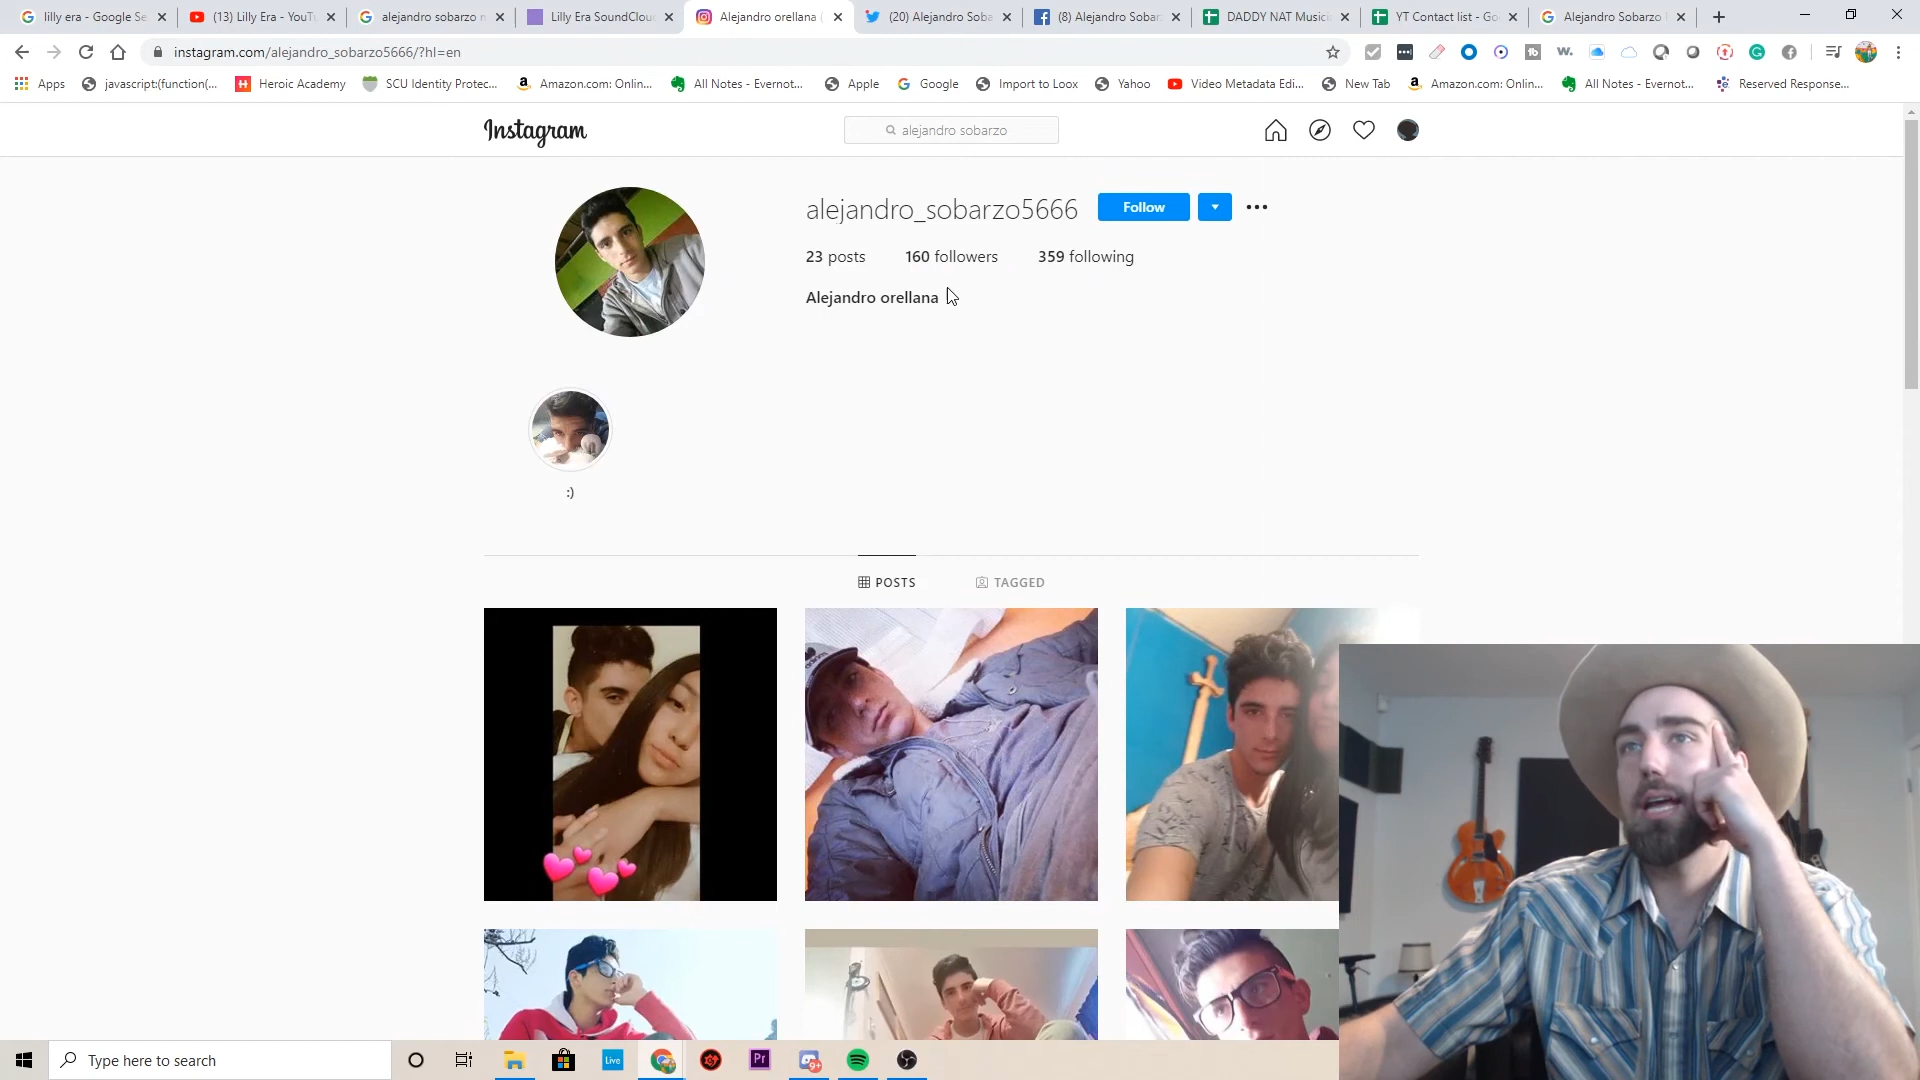 lilly era - Google Se
(13) Lilly Era - YouTu
alejandro sobarzo m
Lilly Era SoundClou
Alejandro orellana (
(20) Alejandro Soba
(8) Alejandro Sobar
DADDY NAT Music
YT Contact list - Go
Alejandro Sobarzo
instagram.com/alejandro_sobarzo5666/?hl=en
Apps
javascript:(function(...
Heroic Academy
SCU Identity Protec...
Amazon.com: Onlin...
All Notes - Evernot...
Apple
Google
Import to Loox
Yahoo
Video Metadata Edi...
New Tab
Amazon.com: Onlin...
All Notes - Evernot...
Reserved Response...
Instagram
alejandro sobarzo
alejandro_sobarzo5666
Follow
23 posts 160 followers 359 following
Alejandro orellana
:)
POSTS
TAGGED
Type here to search
Live
Pr